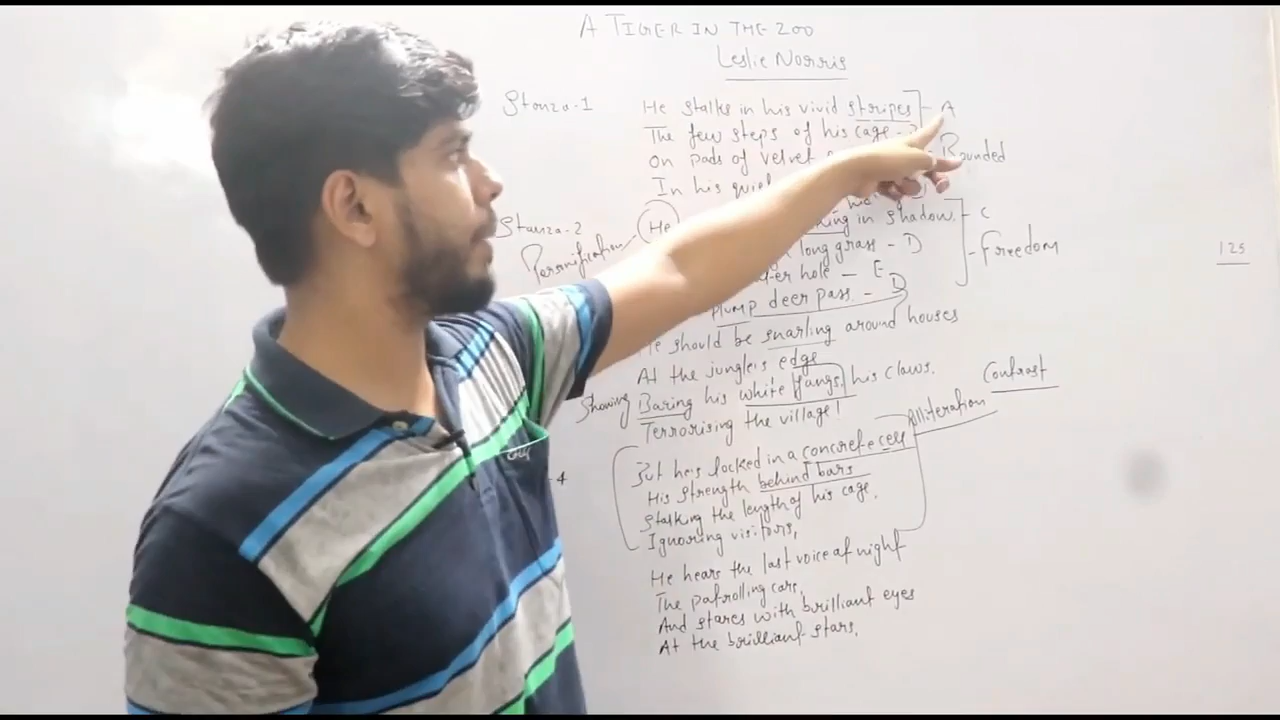 A TIGER IN THE ZOO
Leslie Norris
Stanza-1 He stalks in his vivid stripes - A
The few steps of his cage -
On pads of velvet Bounded
In his
Stanza-2 He in shadow, - C
Personification long grass - D Freedom
hole - E
125
plump deer pass. - D
He should be snarling around houses
At the jungle's edge
Showing Baring his white fangs, his claws. Contrast
Terrorising the village! Alliteration
-4 But he's locked in a concrete cell
His strength behind bars
Stalking the length of his cage,
Ignoring visitors,
He hears the last voice at night
The patrolling cars,
And stares with brilliant eyes
At the brilliant stars.